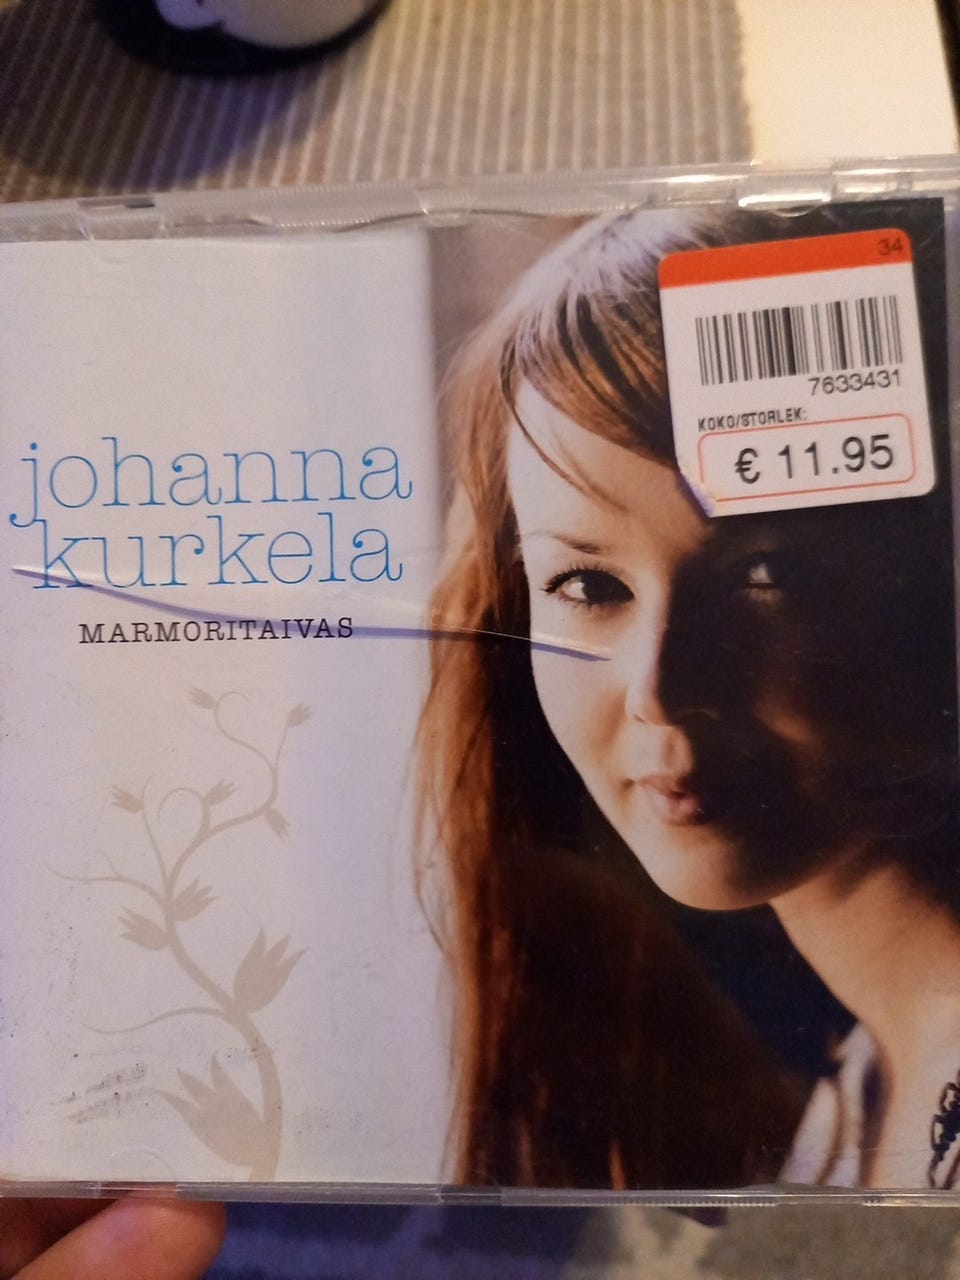 34
7633431
KOKO/STORLEK:
€ 11.95
johanna
kurkela
MARMORITAIVAS